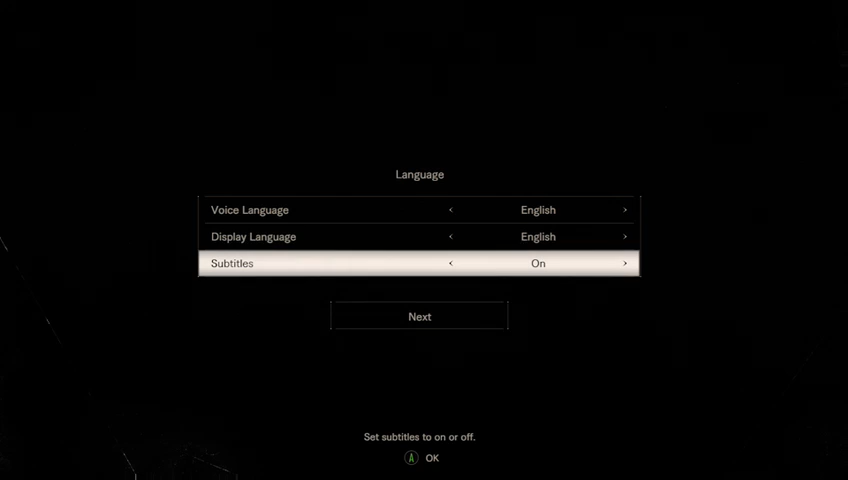 Language
Voice Language < English >
Display Language < English >
Subtitles < On >
Next
Set subtitles to on or off.
A OK